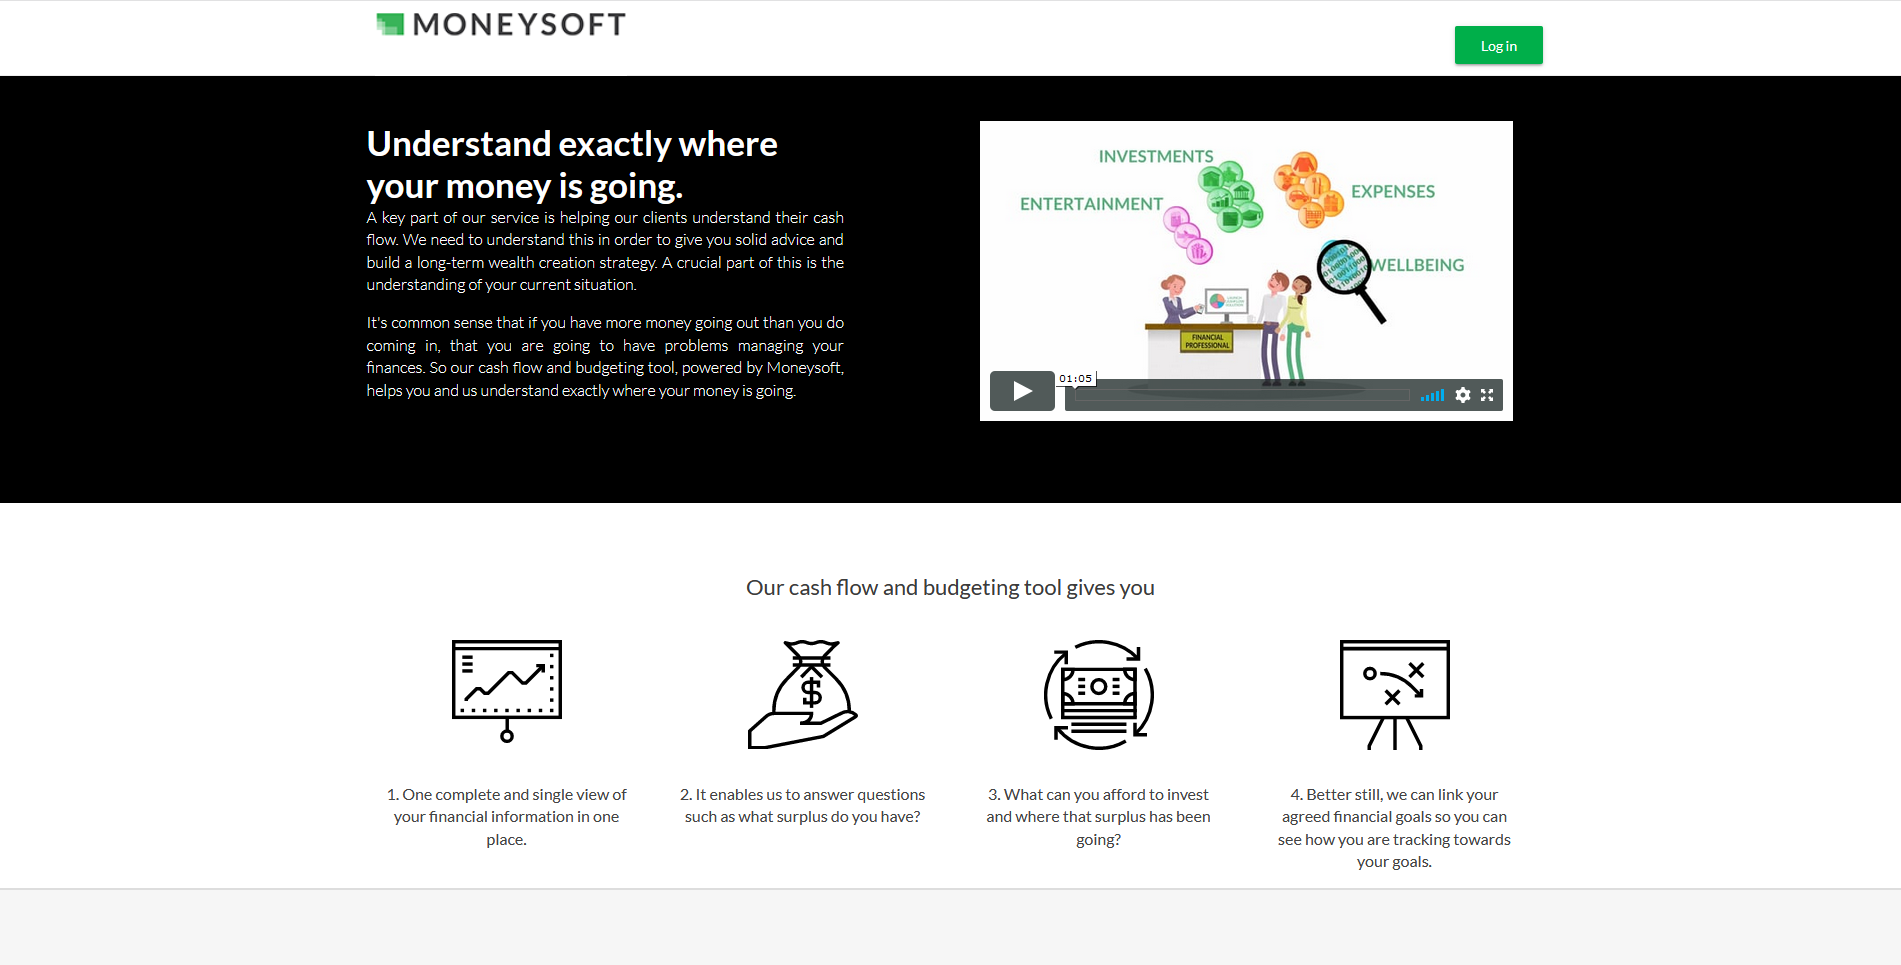 MONEYSOFT
Log in
Understand exactly where
your money is going.
A key part of our service is helping our clients understand their cash
flow. We need to understand this in order to give you solid advice and
build a long-term wealth creation strategy. A crucial part of this is the
understanding of your current situation.
It's common sense that if you have more money going out than you do
coming in, that you are going to have problems managing your
finances. So our cash flow and budgeting tool, powered by Moneysoft,
helps you and us understand exactly where your money is going.
INVESTMENTS
EXPENSES
ENTERTAINMENT
WELLBEING
FINANCIAL
PROFESSIONAL
01:05
Our cash flow and budgeting tool gives you
$
1. One complete and single view of
your financial information in one
place.
2. It enables us to answer questions
such as what surplus do you have?
3. What can you afford to invest
and where that surplus has been
going?
4. Better still, we can link your
agreed financial goals so you can
see how you are tracking towards
your goals.